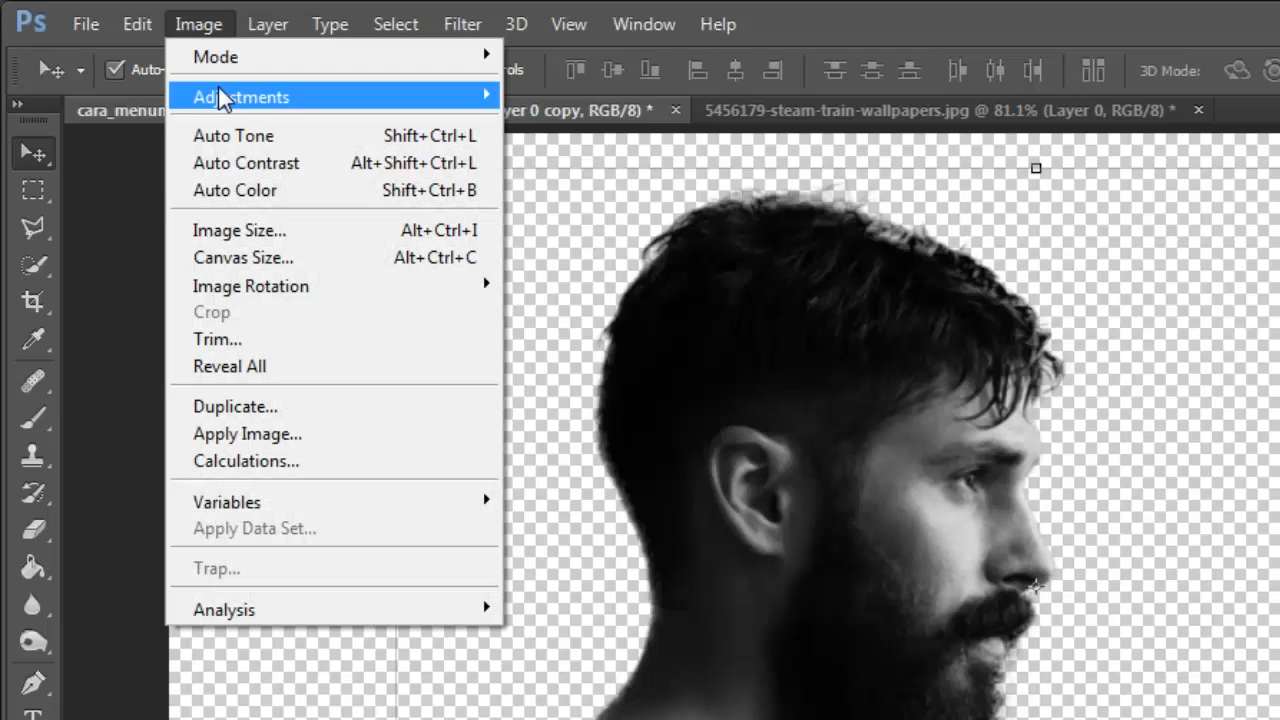 Ps File Edit Image Layer Type Select Filter 3D View Window Help
Mode
Auto- ols 3D Mode:
Adjustments
cara_menum yer 0 copy, RGB/8) * × 5456179-steam-train-wallpapers.jpg @ 81.1% (Layer 0, RGB/8) * ×
Auto Tone Shift+Ctrl+L
Auto Contrast Alt+Shift+Ctrl+L
Auto Color Shift+Ctrl+B
Image Size... Alt+Ctrl+I
Canvas Size... Alt+Ctrl+C
Image Rotation
Crop
Trim...
Reveal All
Duplicate...
Apply Image...
Calculations...
Variables
Apply Data Set...
Trap...
Analysis